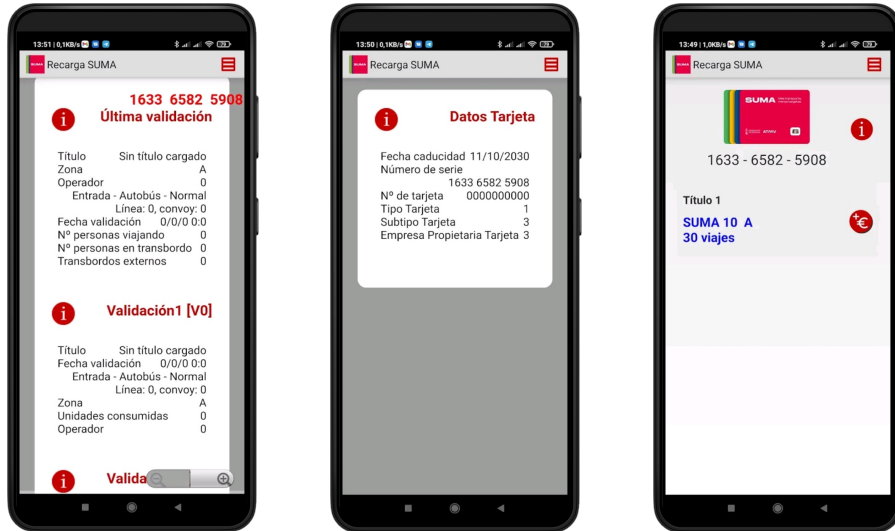 13:51 | 0,1KB/s
79
Recarga SUMA
1633 6582 5908
Última validación
Título Sin título cargado
Zona A
Operador 0
Entrada - Autobús - Normal
Línea: 0, convoy: 0
Fecha validación 0/0/0 0:0
Nº personas viajando 0
Nº personas en transbordo 0
Transbordos externos 0
Validación1 [V0]
Título Sin título cargado
Fecha validación 0/0/0 0:0
Entrada - Autobús - Normal
Línea: 0, convoy: 0
Zona A
Unidades consumidas 0
Operador 0
Valida
13:50 | 0,1KB/s
79
Recarga SUMA
Datos Tarjeta
Fecha caducidad 11/10/2030
Número de serie
1633 6582 5908
Nº de tarjeta 0000000000
Tipo Tarjeta 1
Subtipo Tarjeta 3
Empresa Propietaria Tarjeta 3
13:49 | 1,0KB/s
79
Recarga SUMA
SUMA
1633 - 6582 - 5908
Título 1
SUMA 10 A
30 viajes
+€